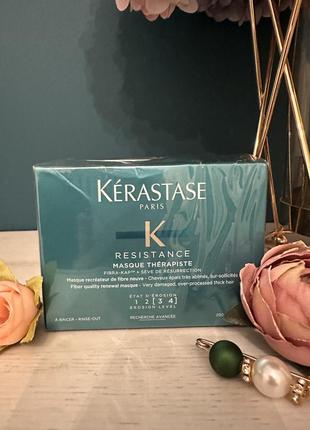 KÉRASTASE
PARIS
K
RESISTANCE
MASQUE THÉRAPISTE
FIBRA-KAP™ + SÈVE DE RÉSURRECTION
Masque recréateur de fibre neuve - Cheveux épais très abîmés, sur-sollicités
Fiber quality renewal masque - Very damaged, over-processed thick hair
ÉTAT D'ÉROSION
1 2 [3 4]
EROSION LEVEL
À RINCER - RINSE-OUT
RECHERCHE AVANCÉE